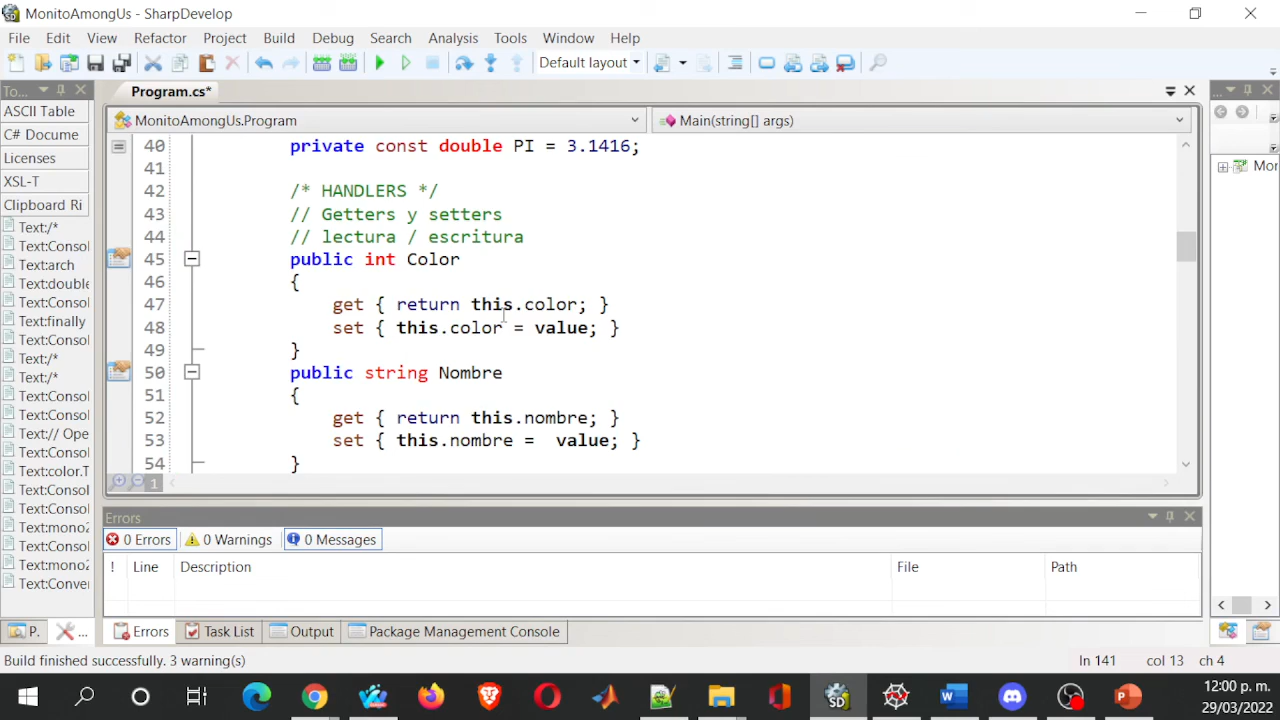 MonitoAmongUs - SharpDevelop
File Edit View Refactor Project Build Debug Search Analysis Tools Window Help
Default layout
To...
Program.cs*
...
ASCII Table
C# Docume
Licenses
XSL-T
Clipboard Ri
Text:/*
Text:Consol
Text:arch
Text:double
Text:Consol
Text:finally
Text:Consol
Text:/*
Text:/*
Text:Consol
Text:Consol
Text:// Ope
Text:Consol
Text:color.T
Text:Consol
Text:Consol
Text:mono2
Text:Consol
Text:mono2
Text:Conver
P.
...
MonitoAmongUs.Program
Main(string[] args)
40 private const double PI = 3.1416;
41
42 /* HANDLERS */
43 // Getters y setters
44 // lectura / escritura
45 public int Color
46 {
47 get { return this.color; }
48 set { this.color = value; }
49 }
50 public string Nombre
51 {
52 get { return this.nombre; }
53 set { this.nombre =  value; }
54 }
1
Mor
Errors
0 Errors 0 Warnings 0 Messages
! Line Description File Path
Errors Task List Output Package Management Console
Build finished successfully. 3 warning(s)
ln 141 col 13 ch 4
12:00 p. m.
29/03/2022